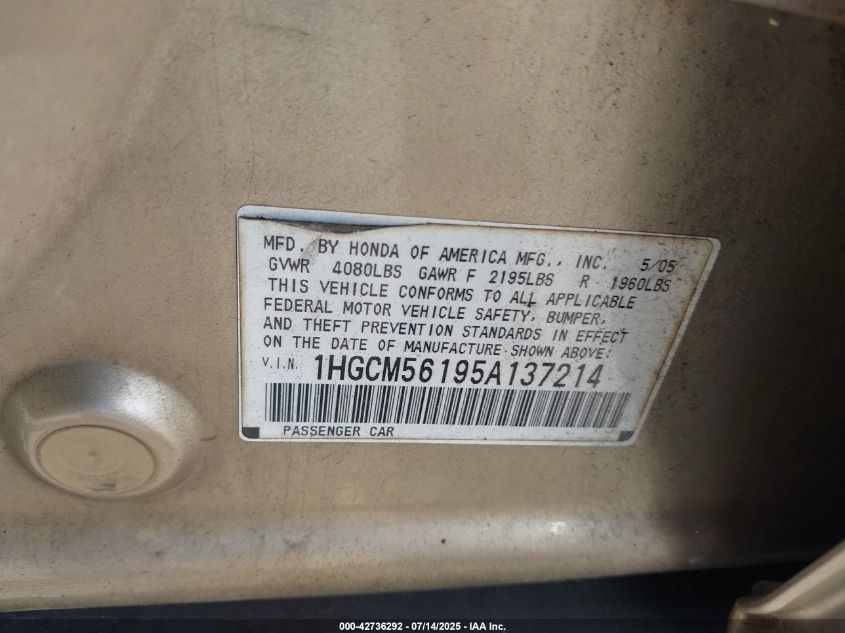 MFD. BY HONDA OF AMERICA MFG., INC. 5/05
GVWR 4080LBS GAWR F 2195LBS R 1960LBS
THIS VEHICLE CONFORMS TO ALL APPLICABLE
FEDERAL MOTOR VEHICLE SAFETY, BUMPER,
AND THEFT PREVENTION STANDARDS IN EFFECT
ON THE DATE OF MANUFACTURE SHOWN ABOVE:
V.I.N. 1HGCM56195A137214
PASSENGER CAR
000-42736292 - 07/14/2025 - IAA Inc.